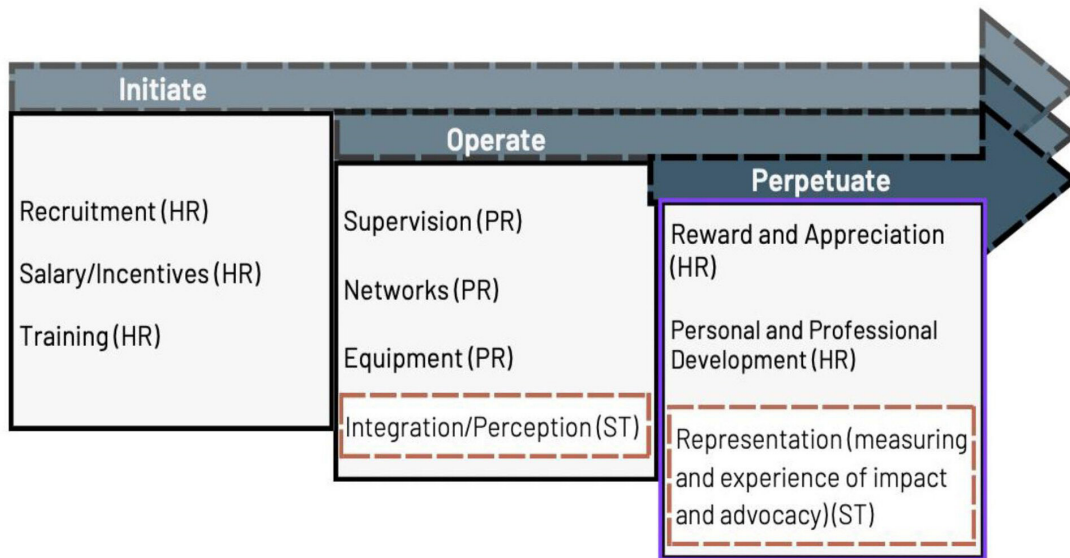 Initiate
Recruitment (HR)
Salary/Incentives (HR)
Training (HR)
Operate
Supervision (PR)
Networks (PR)
Equipment (PR)
Integration/Perception (ST)
Perpetuate
Reward and Appreciation
(HR)
Personal and Professional
Development (HR)
Representation (measuring
and experience of impact
and advocacy) (ST)